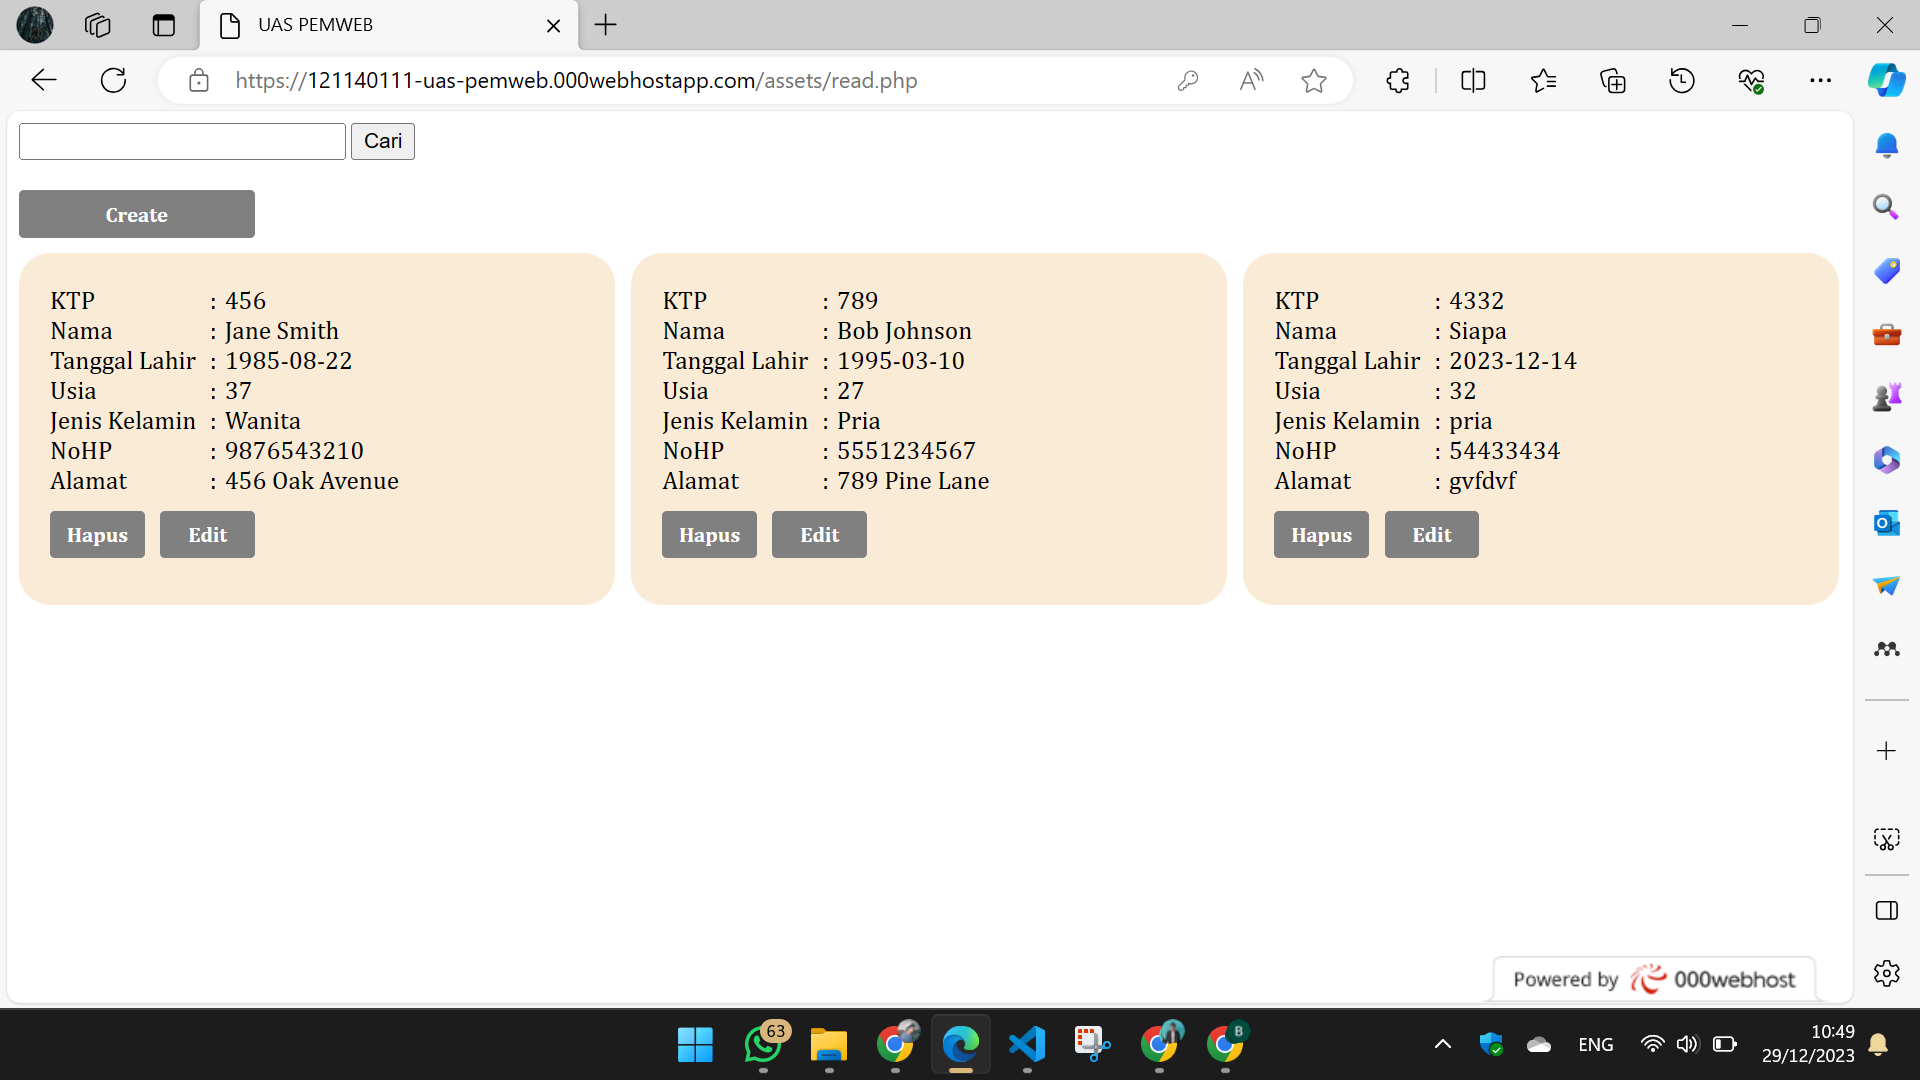 UAS PEMWEB
https://121140111-uas-pemweb.000webhostapp.com/assets/read.php
Cari
Create
KTP : 456
Nama : Jane Smith
Tanggal Lahir : 1985-08-22
Usia : 37
Jenis Kelamin : Wanita
NoHP : 9876543210
Alamat : 456 Oak Avenue
Hapus Edit
KTP : 789
Nama : Bob Johnson
Tanggal Lahir : 1995-03-10
Usia : 27
Jenis Kelamin : Pria
NoHP : 5551234567
Alamat : 789 Pine Lane
Hapus Edit
KTP : 4332
Nama : Siapa
Tanggal Lahir : 2023-12-14
Usia : 32
Jenis Kelamin : pria
NoHP : 54433434
Alamat : gvfdvf
Hapus Edit
Powered by 000webhost
63
B
ENG
10:49
29/12/2023